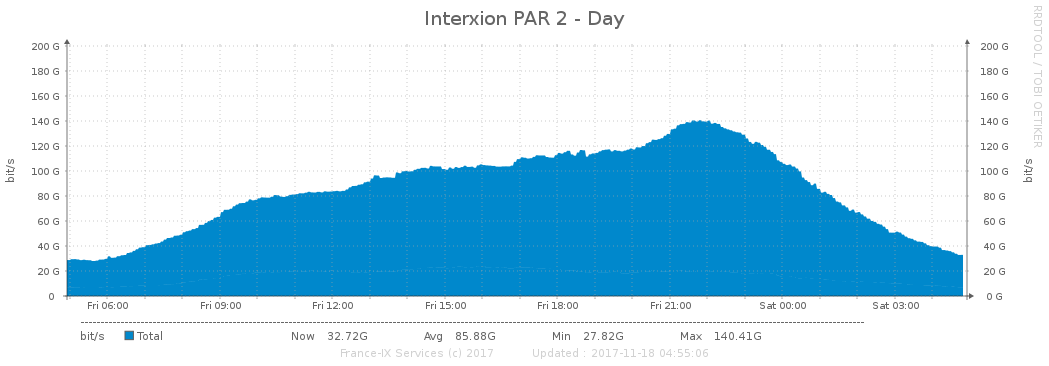 Interxion PAR 2 - Day
RRDTOOL / TOBI OETIKER
200 G 200 G
180 G 180 G
160 G 160 G
140 G 140 G
120 G 120 G
100 G 100 G
80 G 80 G
60 G 60 G
40 G 40 G
20 G 20 G
0 0 G
bit/s
bit/s
Fri 06:00 Fri 09:00 Fri 12:00 Fri 15:00 Fri 18:00 Fri 21:00 Sat 00:00 Sat 03:00
bit/s Total Now 32.72G Avg 85.88G Min 27.82G Max 140.41G
France-IX Services (c) 2017 Updated : 2017-11-18 04:55:06